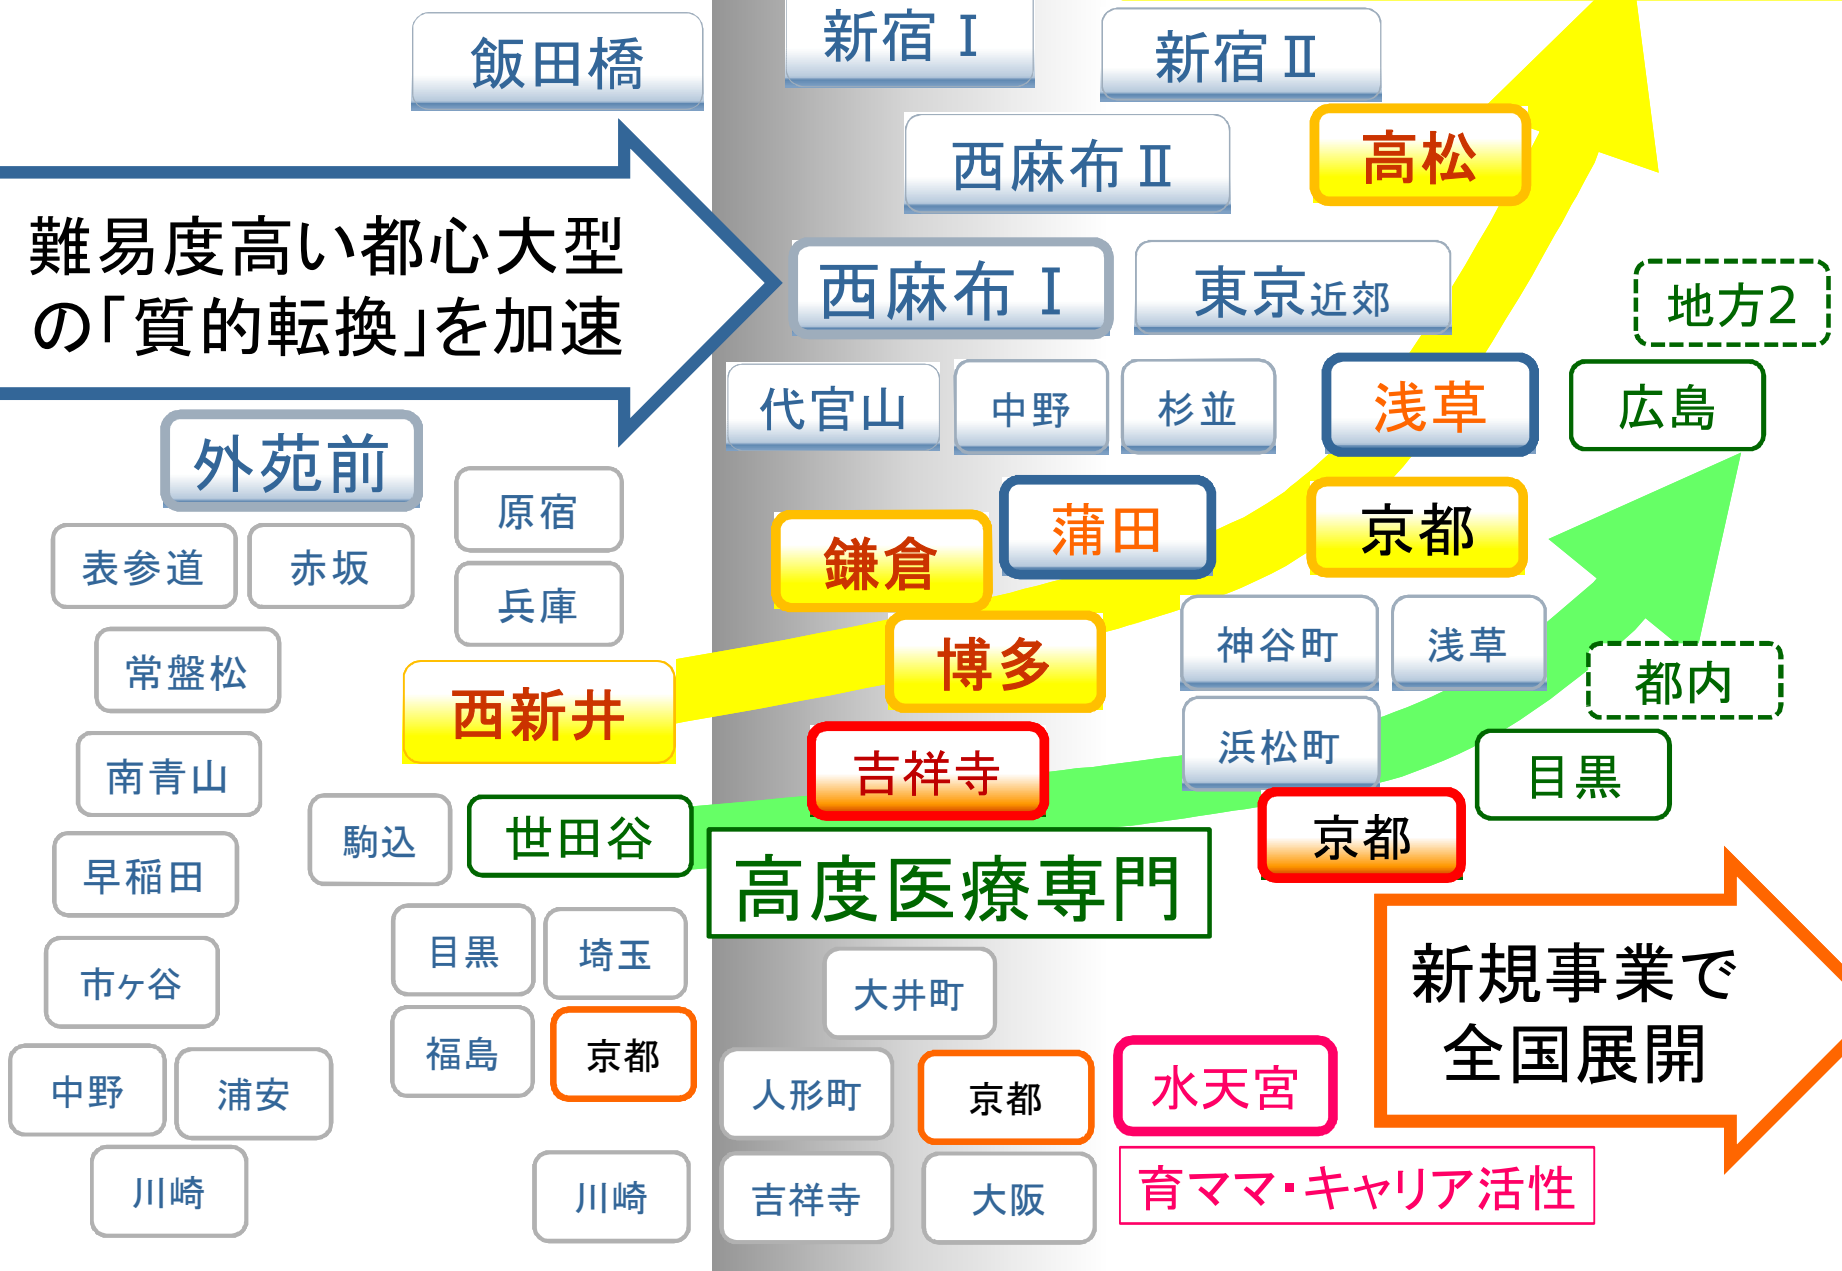 飯田橋
新宿Ⅰ
新宿Ⅱ
西麻布Ⅱ
高松
難易度高い都心大型
の「質的転換」を加速
西麻布Ⅰ
東京近郊
地方2
代官山
中野
杉並
浅草
広島
外苑前
原宿
蒲田
京都
鎌倉
表参道
赤坂
兵庫
博多
神谷町
浅草
常盤松
西新井
都内
南青山
吉祥寺
浜松町
目黒
駒込
世田谷
京都
早稲田
高度医療専門
目黒
埼玉
市ヶ谷
大井町
新規事業で
全国展開
福島
京都
中野
浦安
人形町
京都
水天宮
川崎
川崎
吉祥寺
大阪
育ママ・キャリア活性